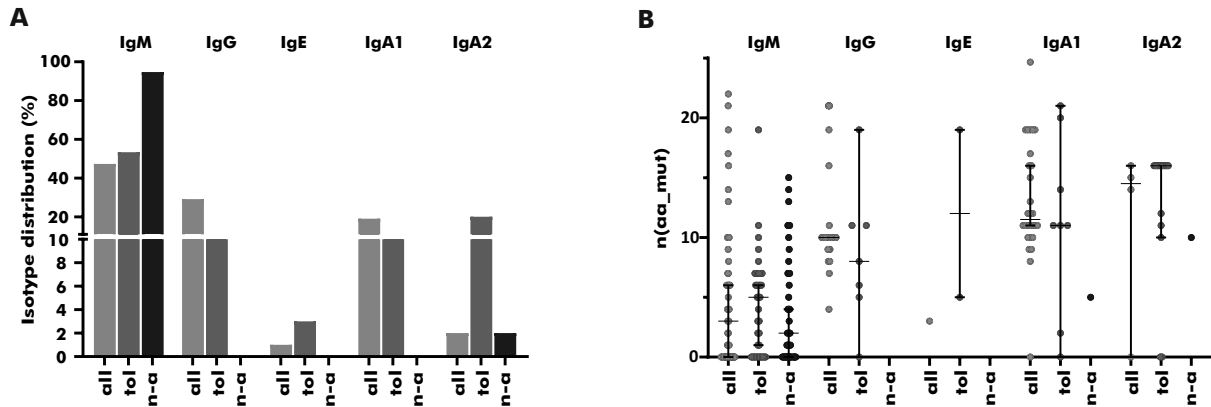 A
IgM IgG IgE IgA1 IgA2
Isotype distribution (%)
100
80
60
40
20
10
8
6
4
2
0
all tol n-a all tol n-a all tol n-a all tol n-a all tol n-a
B
IgM IgG IgE IgA1 IgA2
n(aa_mut)
20
10
0
all tol n-a all tol n-a all tol n-a all tol n-a all tol n-a